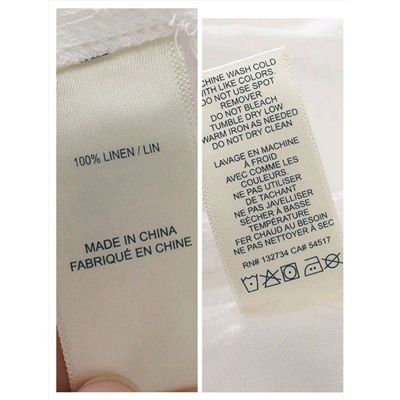 100% LINEN / LIN
MADE IN CHINA
FABRIQUÉ EN CHINE
CHINE WASH COLD
WITH LIKE COLORS.
DO NOT USE SPOT
REMOVER
DO NOT BLEACH
TUMBLE DRY LOW
WARM IRON AS NEEDED
DO NOT DRY CLEAN
LAVAGE EN MACHINE
À FROID
AVEC COMME LES
COULEURS.
NE PAS UTILISER
DE TACHANT
NE PAS JAVELLISER
SÉCHER À BASSE
TEMPÉRATURE
FER CHAUD AU BESOIN
NE PAS NETTOYER À SEC
RN# 132734 CA# 54517